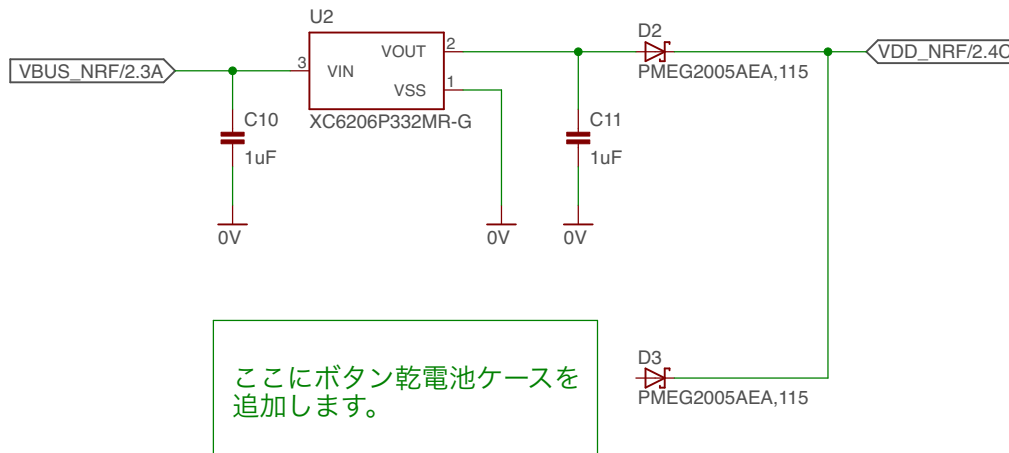 U2
VBUS_NRF/2.3A
3
VIN
VOUT
2
VSS
1
XC6206P332MR-G
C10
1uF
0V
0V
C11
1uF
0V
D2
PMEG2005AEA,115
VDD_NRF/2.4C
ここにボタン乾電池ケースを
追加します。
D3
PMEG2005AEA,115